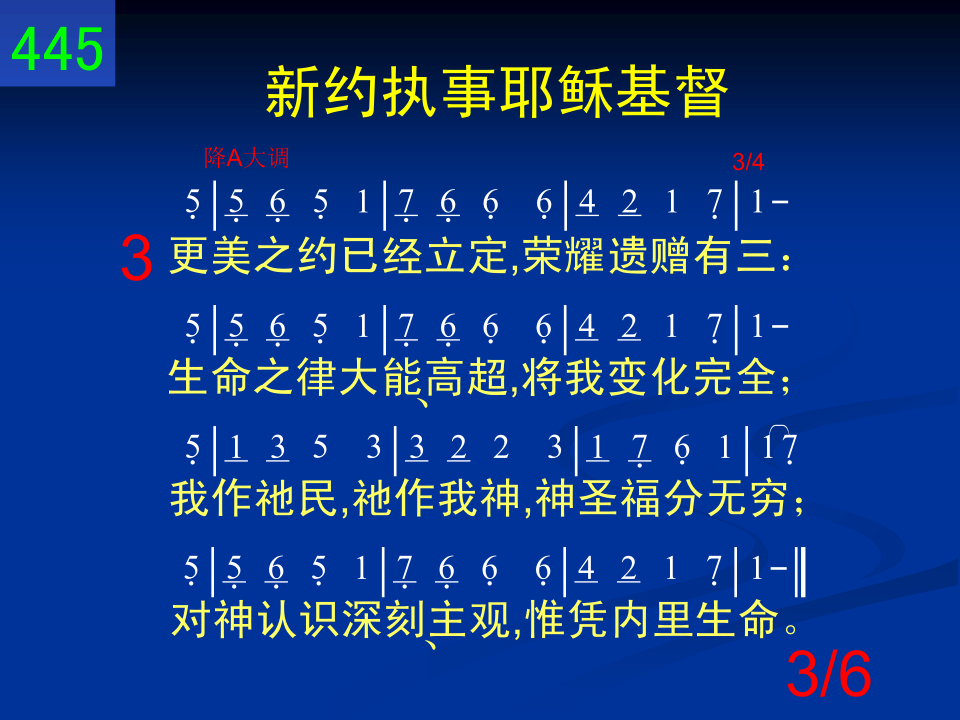 445
新约执事耶稣基督
降A大调 3/4
5̣|5̣ 6̣ 5̣ 1|7̣ 6̣ 6̣ 6̣|4 2 1 7̣|1-
3 更美之约已经立定,荣耀遗赠有三：
5̣|5̣ 6̣ 5̣ 1|7̣ 6̣ 6̣ 6̣|4 2 1 7̣|1-
生命之律大能、高超,将我变化完全；
5̣|1 3 5 3|3 2 2 3|1 7̣ 6̣ 1|1 7̣
我作祂民,祂作我神,神圣福分无穷；
5̣|5̣ 6̣ 5̣ 1|7̣ 6̣ 6̣ 6̣|4 2 1 7̣|1-‖
对神认识深刻、主观,惟凭内里生命。
3/6